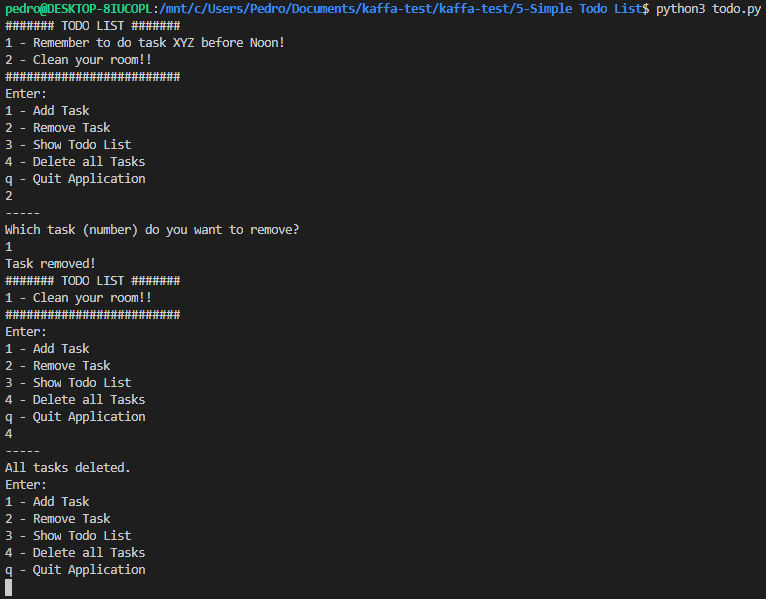 pedro@DESKTOP-8IUCOPL:/mnt/c/Users/Pedro/Documents/kaffa-test/kaffa-test/5-Simple Todo List$ python3 todo.py
####### TODO LIST #######
1 - Remember to do task XYZ before Noon!
2 - Clean your room!!
#########################
Enter:
1 - Add Task
2 - Remove Task
3 - Show Todo List
4 - Delete all Tasks
q - Quit Application
2
-----
Which task (number) do you want to remove?
1
Task removed!
####### TODO LIST #######
1 - Clean your room!!
#########################
Enter:
1 - Add Task
2 - Remove Task
3 - Show Todo List
4 - Delete all Tasks
q - Quit Application
4
-----
All tasks deleted.
Enter:
1 - Add Task
2 - Remove Task
3 - Show Todo List
4 - Delete all Tasks
q - Quit Application